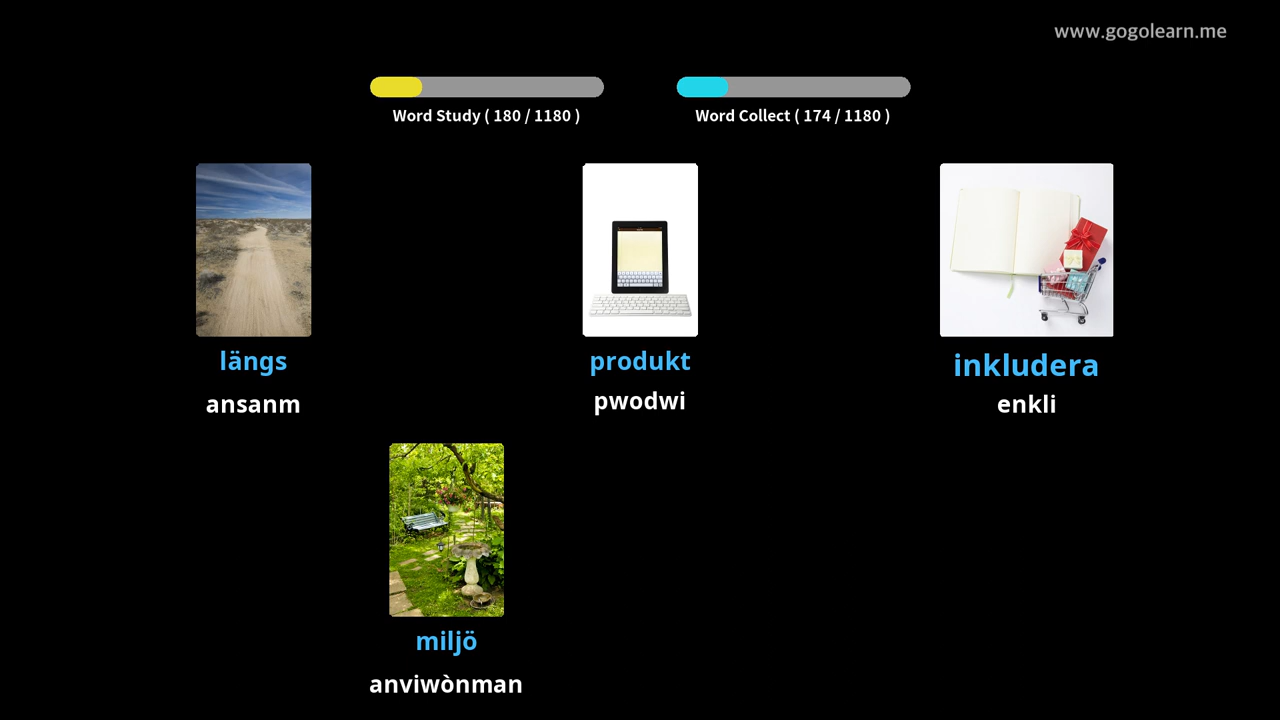 www.gogolearn.me
Word Study ( 180 / 1180 )
Word Collect ( 174 / 1180 )
längs
produkt
inkludera
ansanm
pwodwi
enkli
miljö
anviwònman